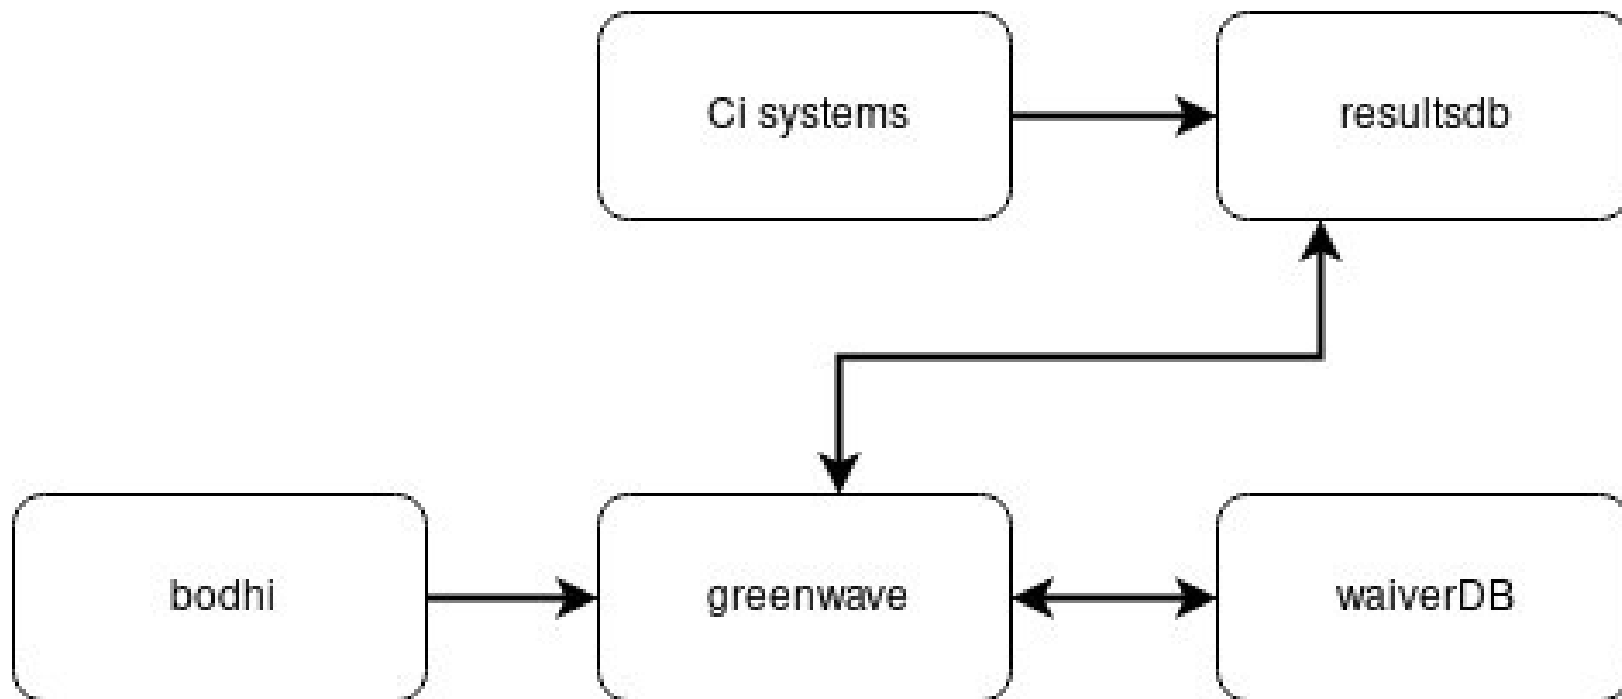 Ci systems
resultsdb
bodhi
greenwave
waiverDB